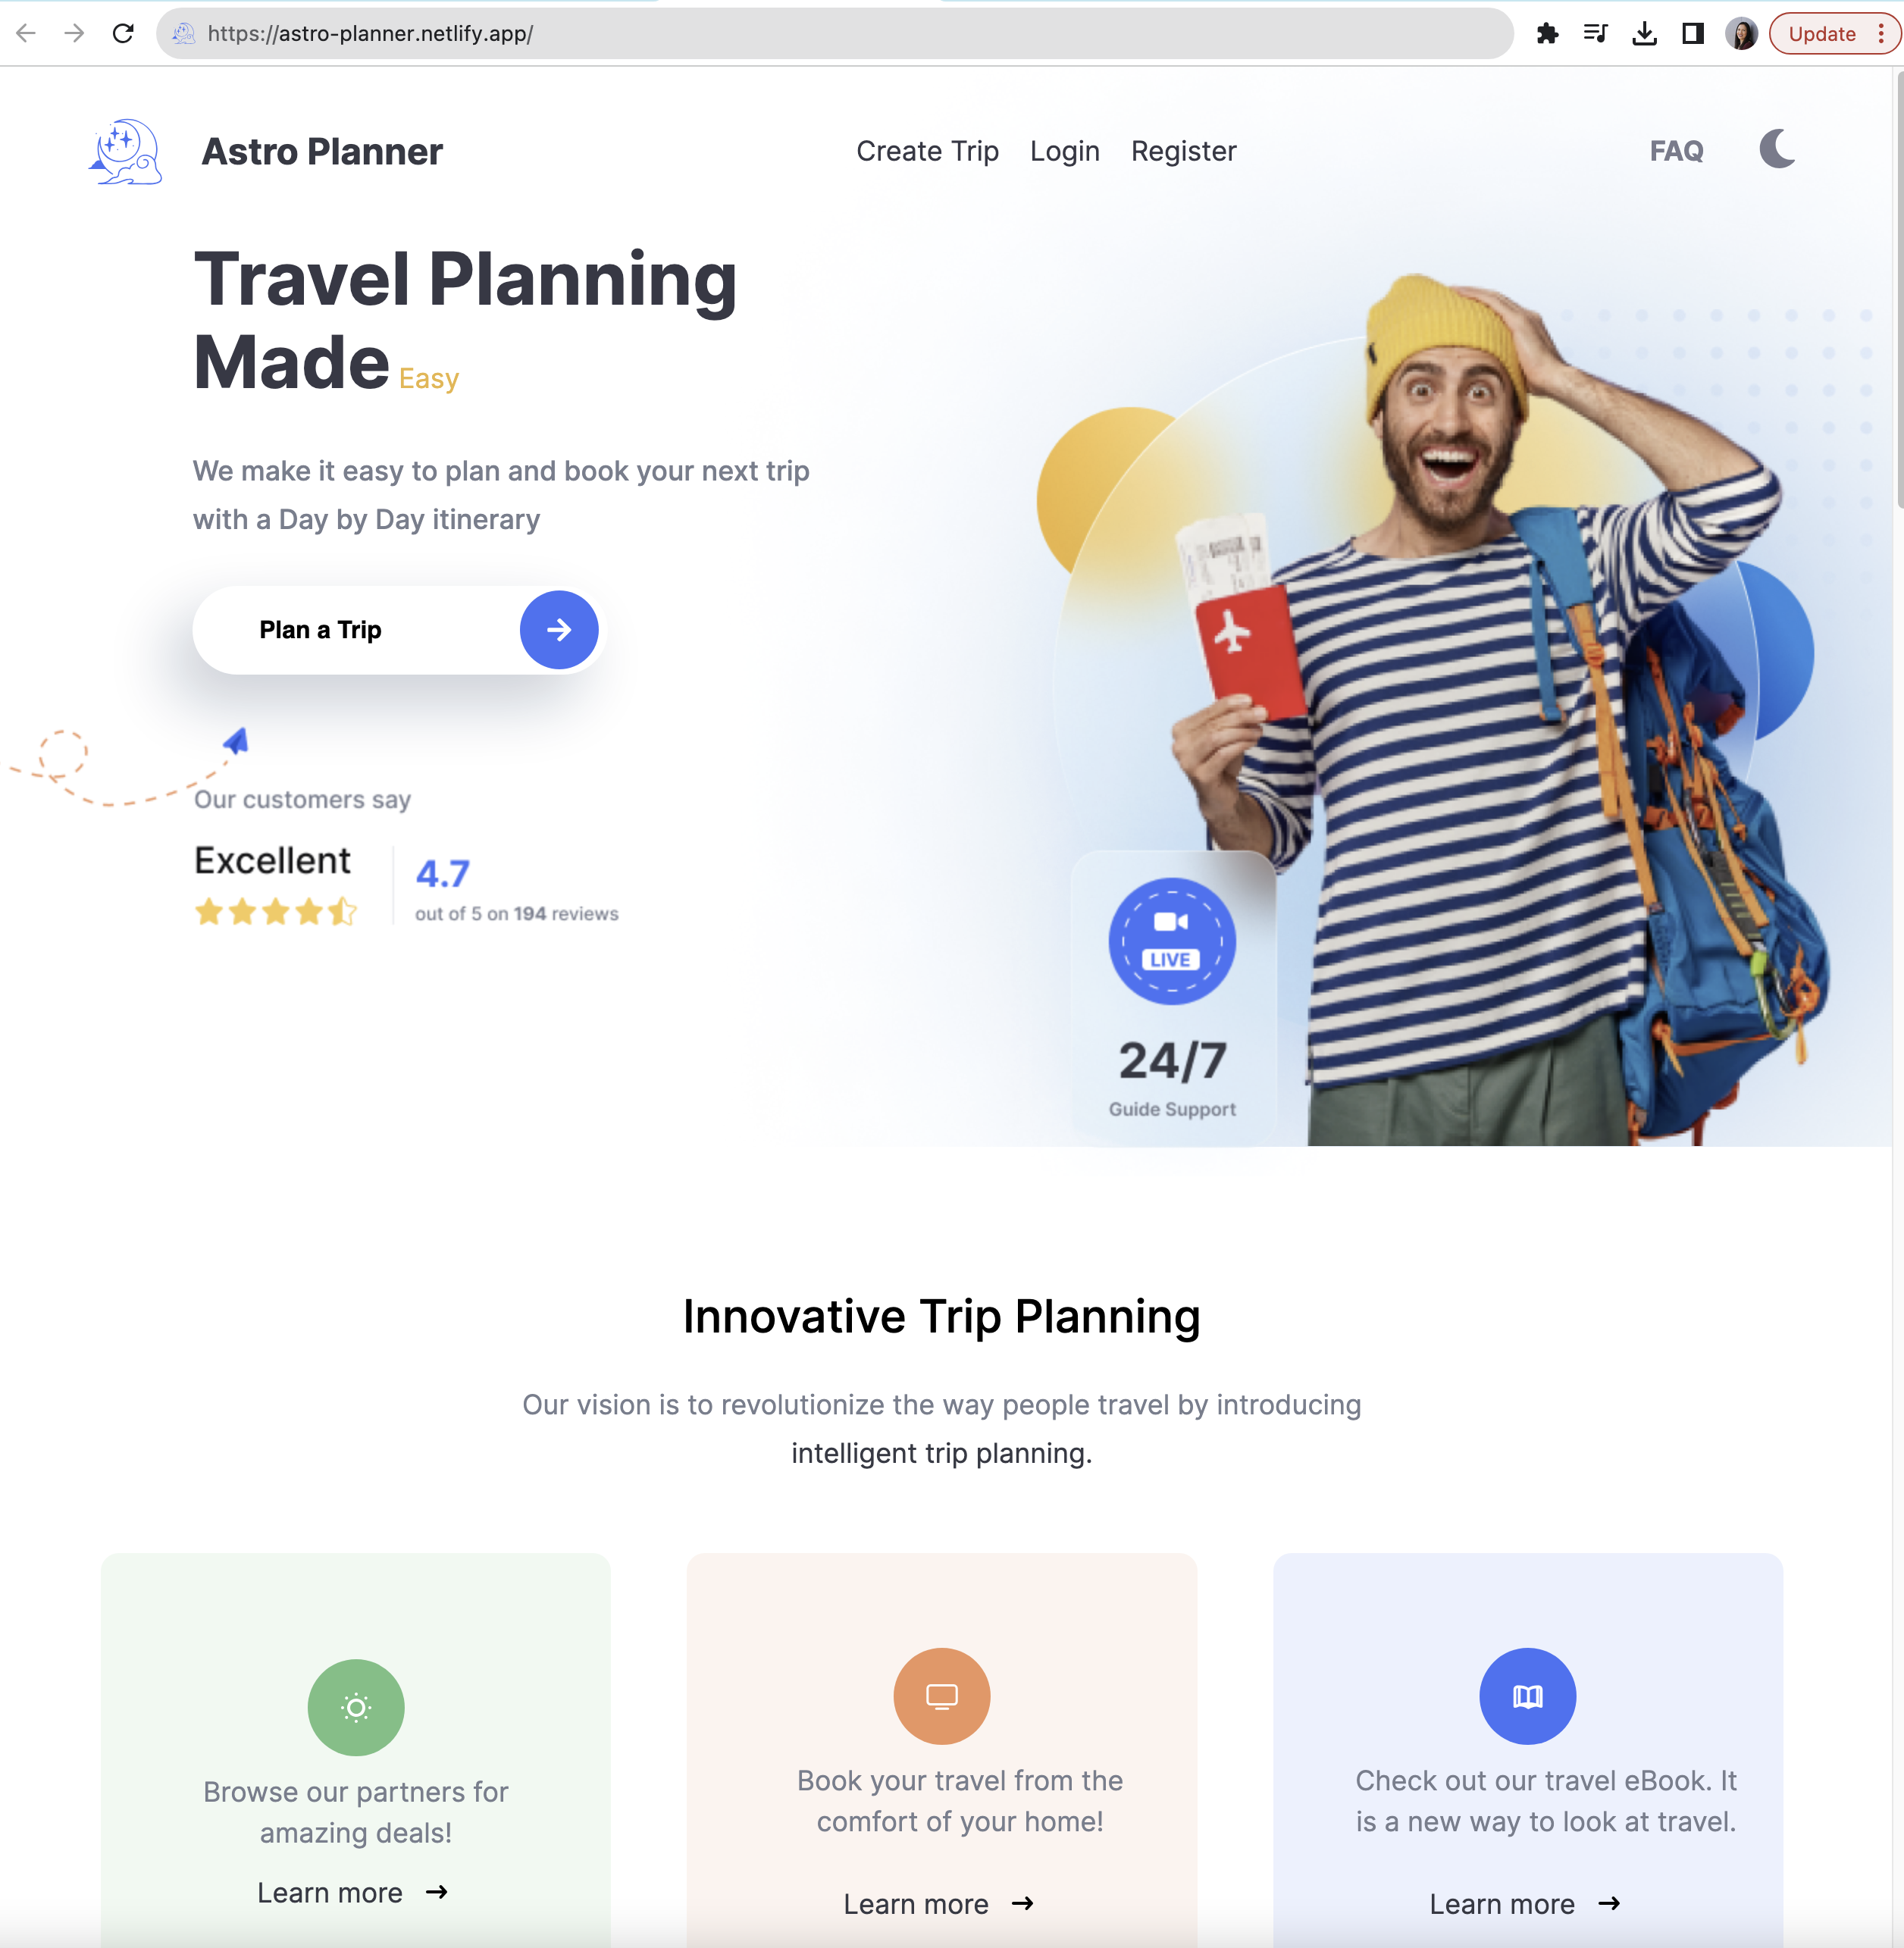 https://astro-planner.netlify.app/
Update
Astro Planner
Create Trip Login Register
FAQ
Travel Planning
Made Easy
We make it easy to plan and book your next trip
with a Day by Day itinerary
Plan a Trip
Our customers say
Excellent
4.7
out of 5 on 194 reviews
LIVE
24/7
Guide Support
Innovative Trip Planning
Our vision is to revolutionize the way people travel by introducing
intelligent trip planning.
Browse our partners for
amazing deals!
Learn more
Book your travel from the
comfort of your home!
Learn more
Check out our travel eBook. It
is a new way to look at travel.
Learn more